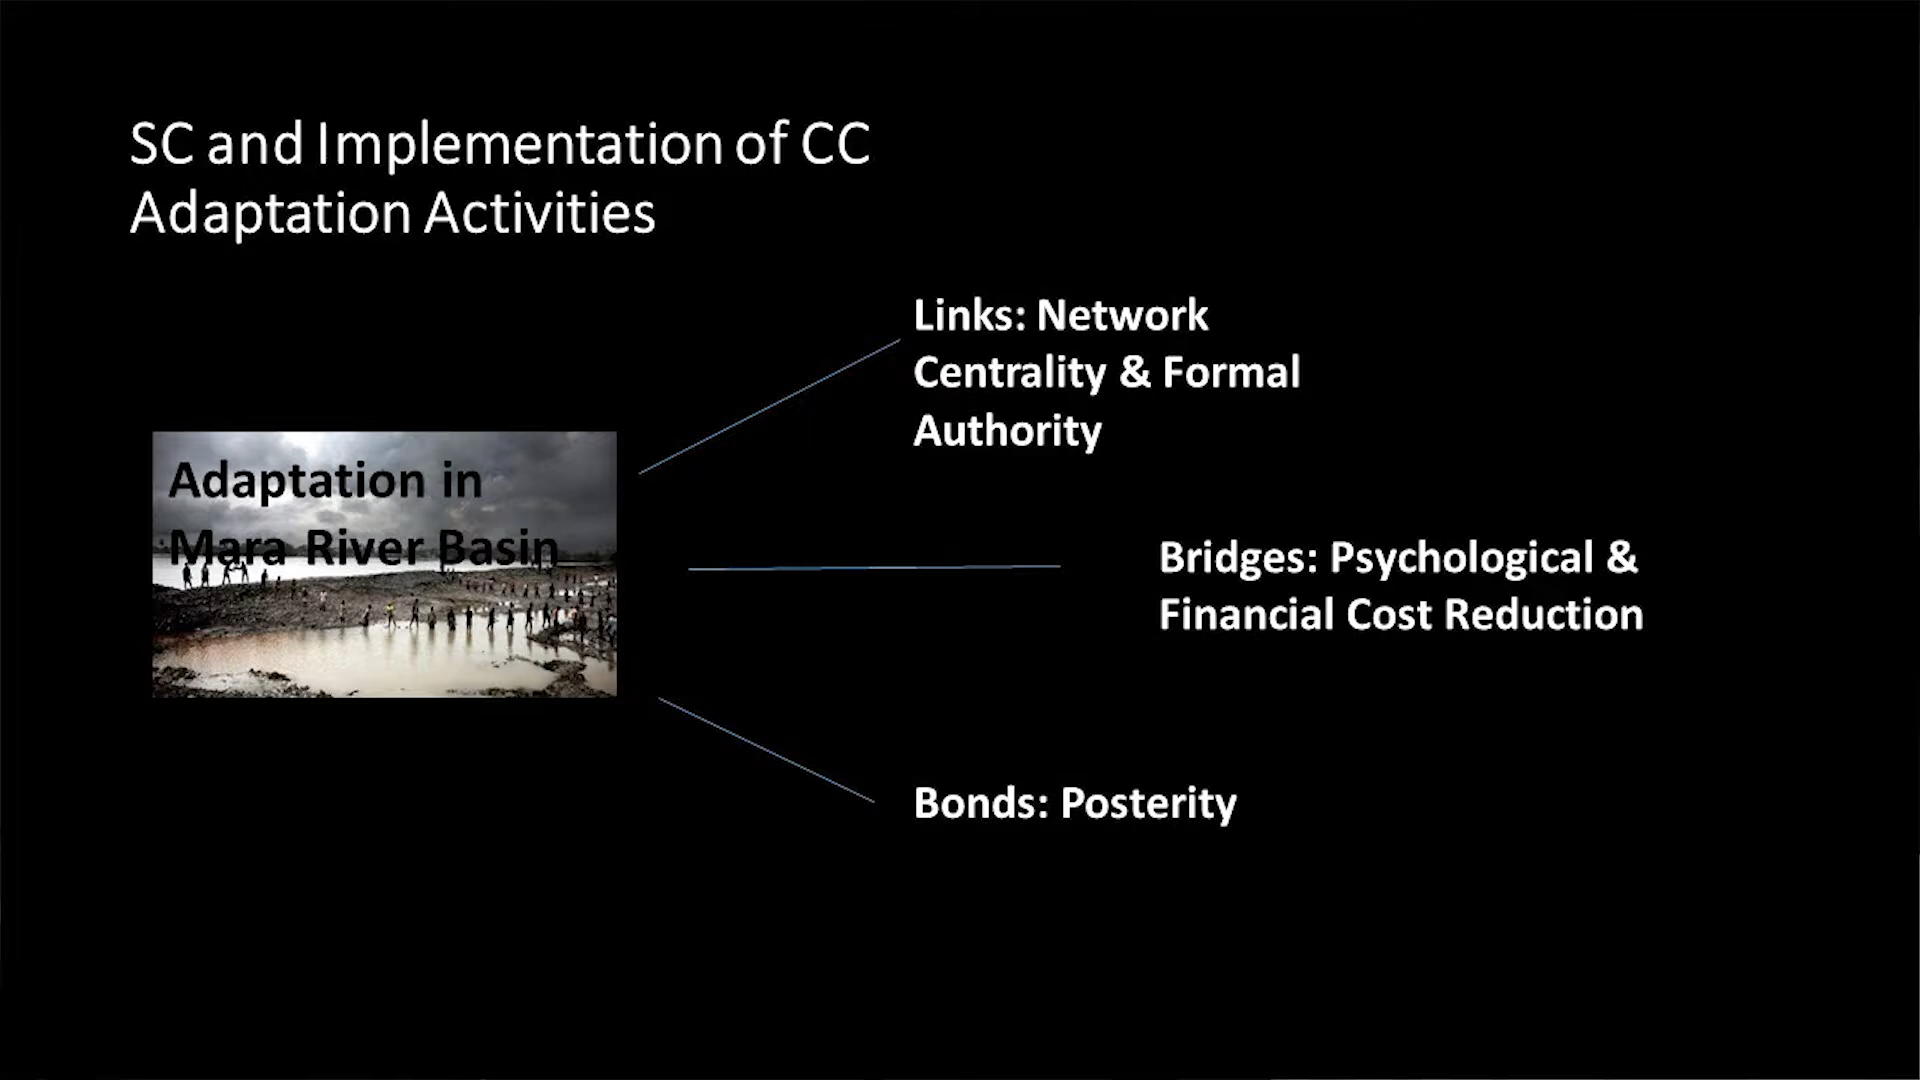 SC and Implementation of CC
Adaptation Activities
Links: Network
Centrality & Formal
Authority
Adaptation in
Mara River Basin
Bridges: Psychological &
Financial Cost Reduction
Bonds: Posterity